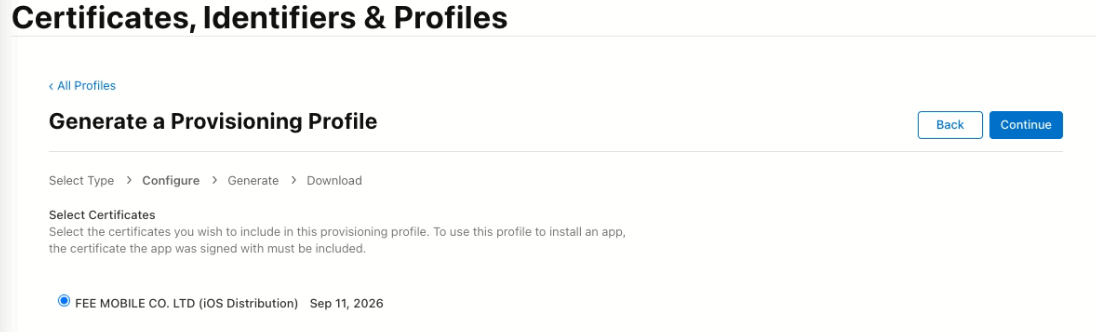 Certificates, Identifiers & Profiles
‹ All Profiles
Generate a Provisioning Profile
Back
Continue
Select Type > Configure > Generate > Download
Select Certificates
Select the certificates you wish to include in this provisioning profile. To use this profile to install an app,
the certificate the app was signed with must be included.
FEE MOBILE CO. LTD (iOS Distribution) Sep 11, 2026